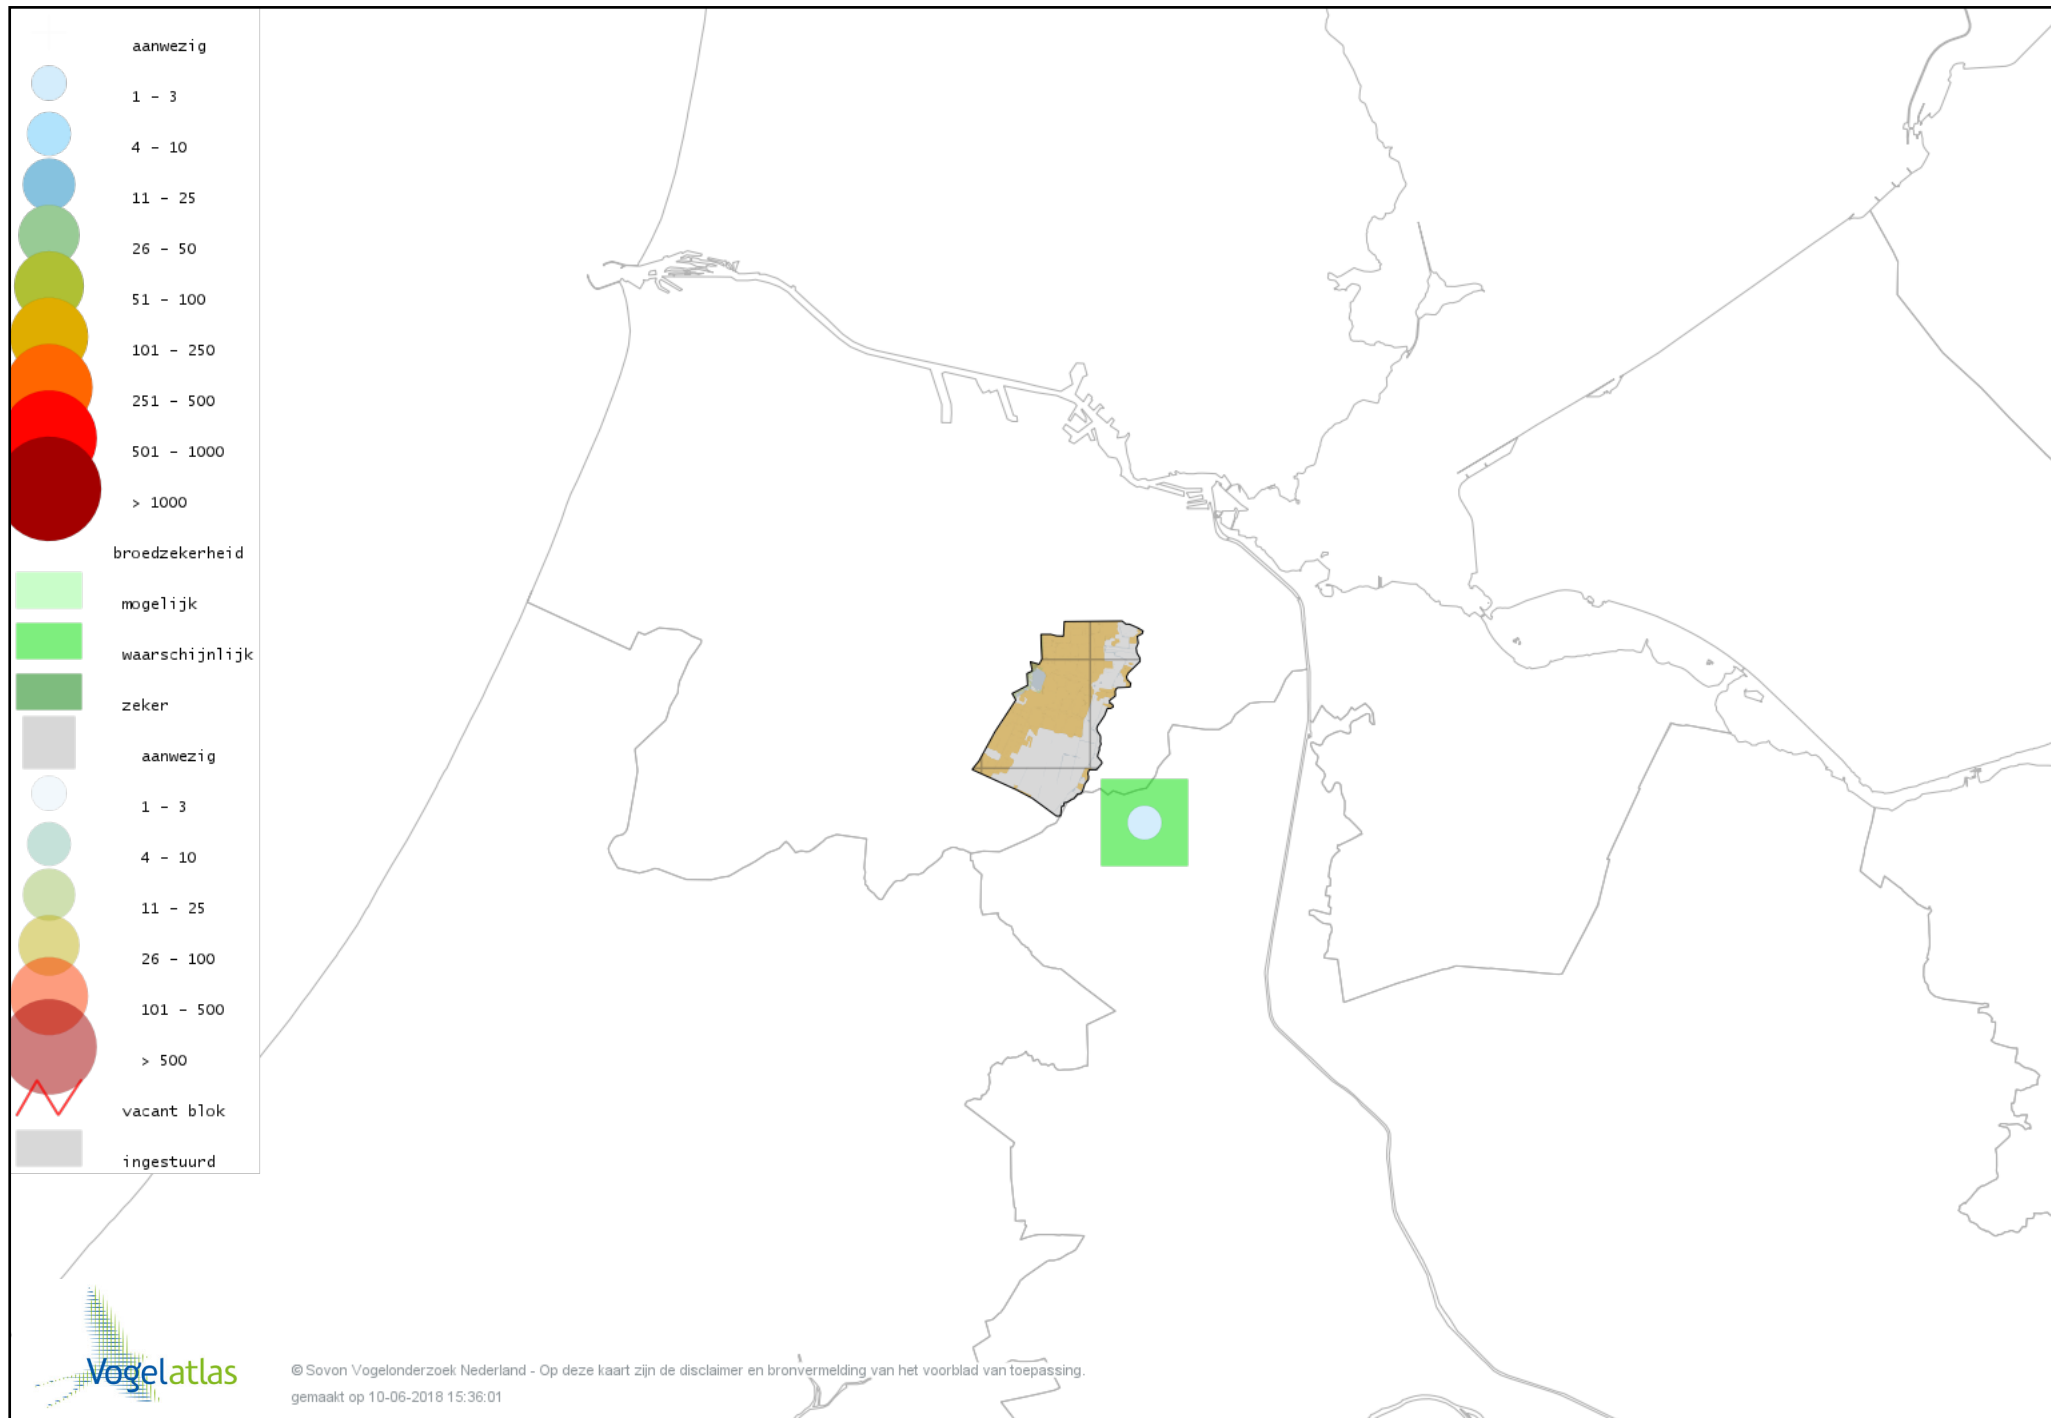 aanwezig
1 - 3
4 - 10
11 - 25
26 - 50
51 - 100
101 - 250
251 - 500
501 - 1000
> 1000
broedzekerheid
mogelijk
waarschijnlijk
zeker
aanwezig
1 - 3
4 - 10
11 - 25
26 - 100
101 - 500
> 500
vacant blok
ingestuurd
Vogelatlas
© Sovon Vogelonderzoek Nederland - Op deze kaart zijn de disclaimer en bronvermelding van het voorblad van toepassing.
gemaakt op 10-06-2018 15:36:01